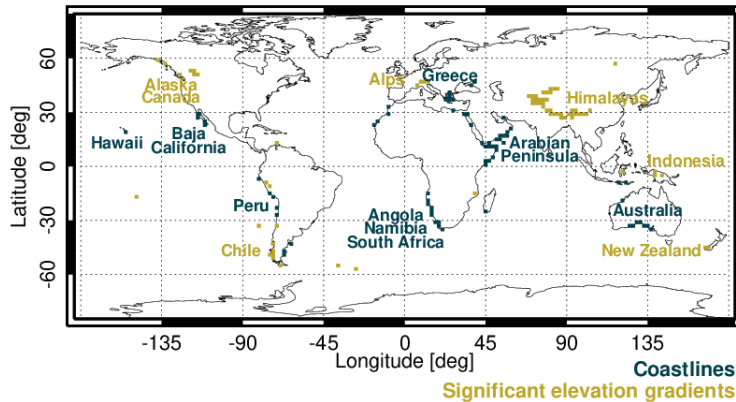 60
30
0
-30
-60
Latitude [deg]
Alaska
Canada
Hawaii
Baja
California
Peru
Chile
Alps
Greece
Himalayas
Arabian
Peninsula
Indonesia
Angola
Namibia
South Africa
Australia
New Zealand
-135 -90 -45 0 45 90 135
Longitude [deg]
Coastlines
Significant elevation gradients